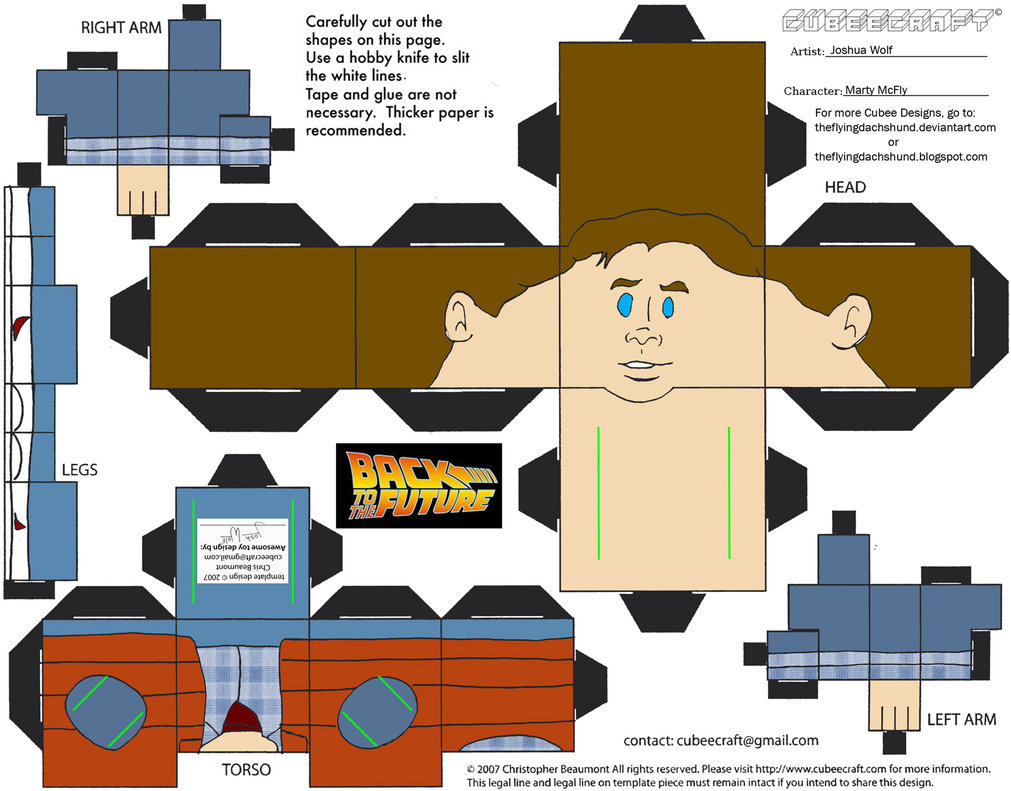 RIGHT ARM
Carefully cut out the
shapes on this page.
Use a hobby knife to slit
the white lines.
Tape and glue are not
necessary.  Thicker paper is
recommended.
CUBEECRAFT©
Artist: Joshua Wolf
Character: Marty McFly
For more Cubee Designs, go to:
theflyingdachshund.deviantart.com
or
theflyingdachshund.blogspot.com
HEAD
LEGS
BACK
TO THE FUTURE
template design © 2007
Chris Beaumont
cubeecraft@gmail.com
Awesome toy design by:
Josh Wolf
TORSO
LEFT ARM
contact: cubeecraft@gmail.com
© 2007 Christopher Beaumont All rights reserved. Please visit http://www.cubeecraft.com for more information.
This legal line and legal line on template piece must remain intact if you intend to share this design.